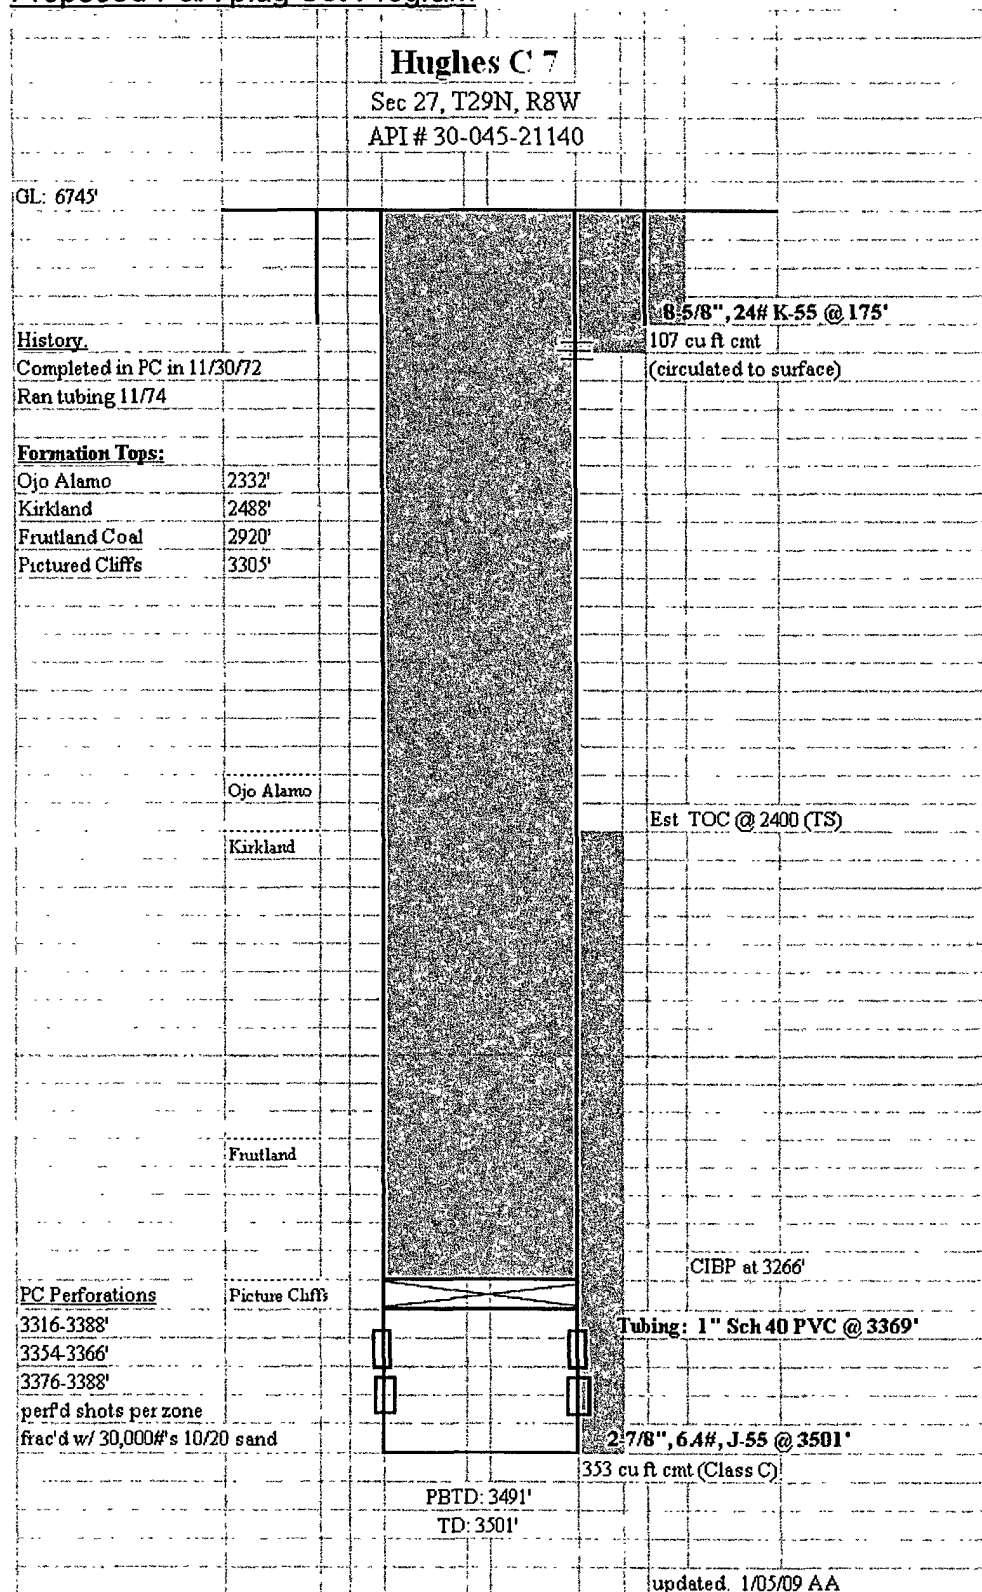 Proposed P&A plug Set Program
Hughes C 7
Sec 27, T29N, R8W
API # 30-045-21140
GL: 6745'
8-5/8", 24# K-55 @ 175'
107 cu ft cmt
(circulated to surface)
History.
Completed in PC in 11/30/72
Ran tubing 11/74
Formation Tops:
Ojo Alamo 2332'
Kirkland 2488'
Fruitland Coal 2920'
Pictured Cliffs 3305'
Ojo Alamo
Est TOC @ 2400 (TS)
Kirkland
Fruitland
CIBP at 3266'
PC Perforations
Picture Cliffs
3316-3388'
3354-3366'
3376-3388'
perf'd shots per zone
frac'd w/ 30,000#'s 10/20 sand
Tubing: 1" Sch 40 PVC @ 3369'
2-7/8", 6.4#, J-55 @ 3501'
353 cu ft cmt (Class C)
PBTD: 3491'
TD: 3501'
updated. 1/05/09 AA